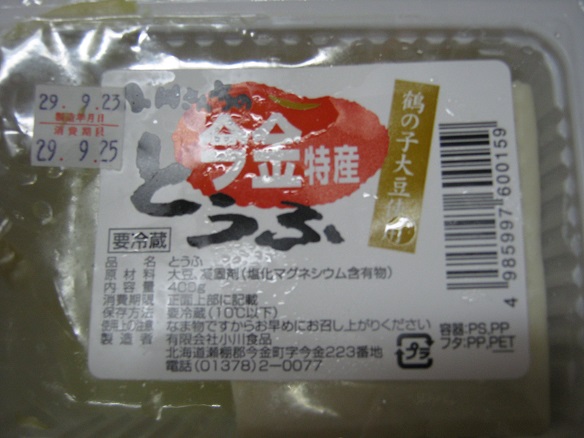 29. 9.23
製造年月日
消費期限
29. 9.25
今金特産
とうふ
鶴の子大豆使用
要冷蔵
品名 とうふ
原材料 大豆、凝固剤(塩化マグネシウム含有物)
内容量 400g
消費期限 正面上部に記載
保存方法 要冷蔵(10℃以下)
使用上の注意 なま物ですからお早めにお召し上がりください
製造者 有限会社小川食品
北海道瀬棚郡今金町字今金223番地
電話(01378)2-0077
容器:PS,PP
フタ:PP,PET
プラ
4 985997 600159